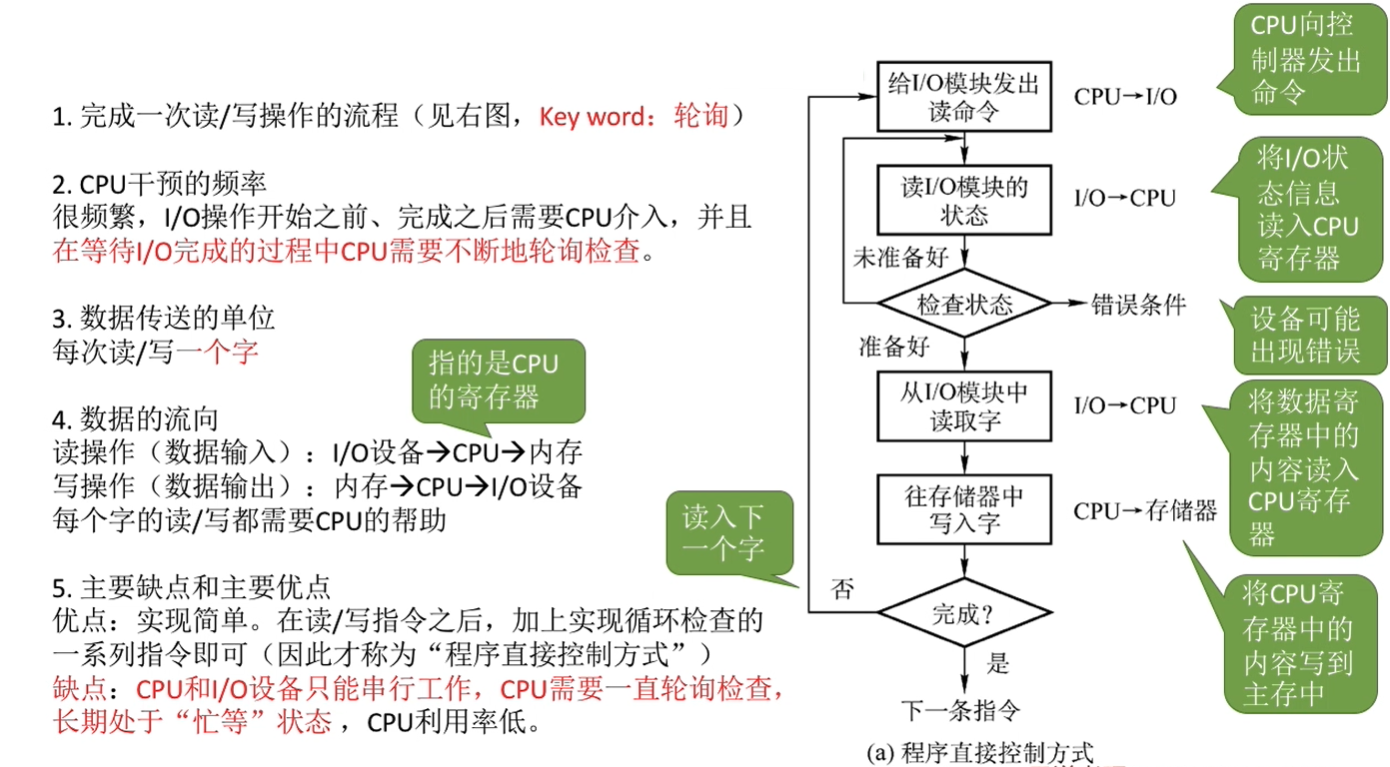 1. 完成一次读/写操作的流程（见右图，Key word：轮询）
2. CPU干预的频率
很频繁，I/O操作开始之前、完成之后需要CPU介入，并且
在等待I/O完成的过程中CPU需要不断地轮询检查。
3. 数据传送的单位
每次读/写一个字
指的是CPU
的寄存器
4. 数据的流向
读操作（数据输入）：I/O设备→CPU→内存
写操作（数据输出）：内存→CPU→I/O设备
每个字的读/写都需要CPU的帮助
5. 主要缺点和主要优点
优点：实现简单。在读/写指令之后，加上实现循环检查的
一系列指令即可（因此才称为“程序直接控制方式”）
缺点：CPU和I/O设备只能串行工作，CPU需要一直轮询检查，
长期处于“忙等”状态，CPU利用率低。
给I/O模块发出
读命令
CPU→I/O
CPU向控
制器发出
命令
读I/O模块的
状态
I/O→CPU
将I/O状
态信息
读入CPU
寄存器
未准备好
检查状态
错误条件
设备可能
出现错误
准备好
从I/O模块中
读取字
I/O→CPU
将数据寄
存器中的
内容读入
CPU寄存
器
往存储器中
写入字
CPU→存储器
将CPU寄
存器中的
内容写到
主存中
读入下
一个字
否
完成？
是
下一条指令
(a) 程序直接控制方式